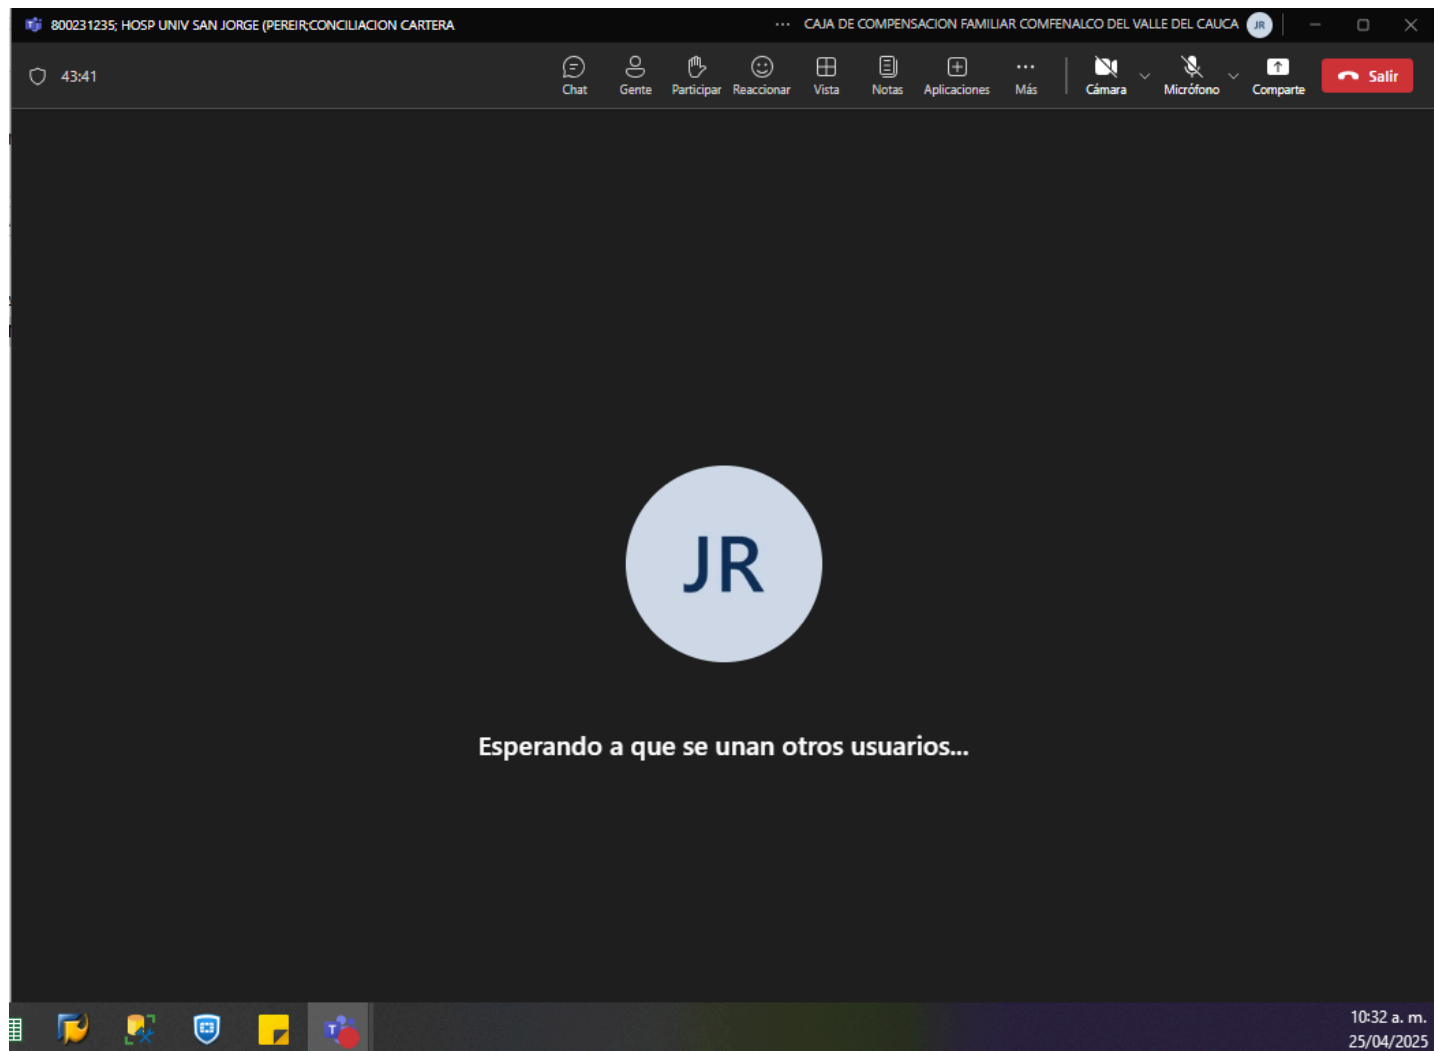 800231235; HOSP UNIV SAN JORGE (PEREIR;CONCILIACION CARTERA
··· CAJA DE COMPENSACION FAMILIAR COMFENALCO DEL VALLE DEL CAUCA JR
43:41
Chat Gente Participar Reaccionar Vista Notas Aplicaciones Más Cámara Micrófono Comparte Salir
JR
Esperando a que se unan otros usuarios...
10:32 a. m.
25/04/2025